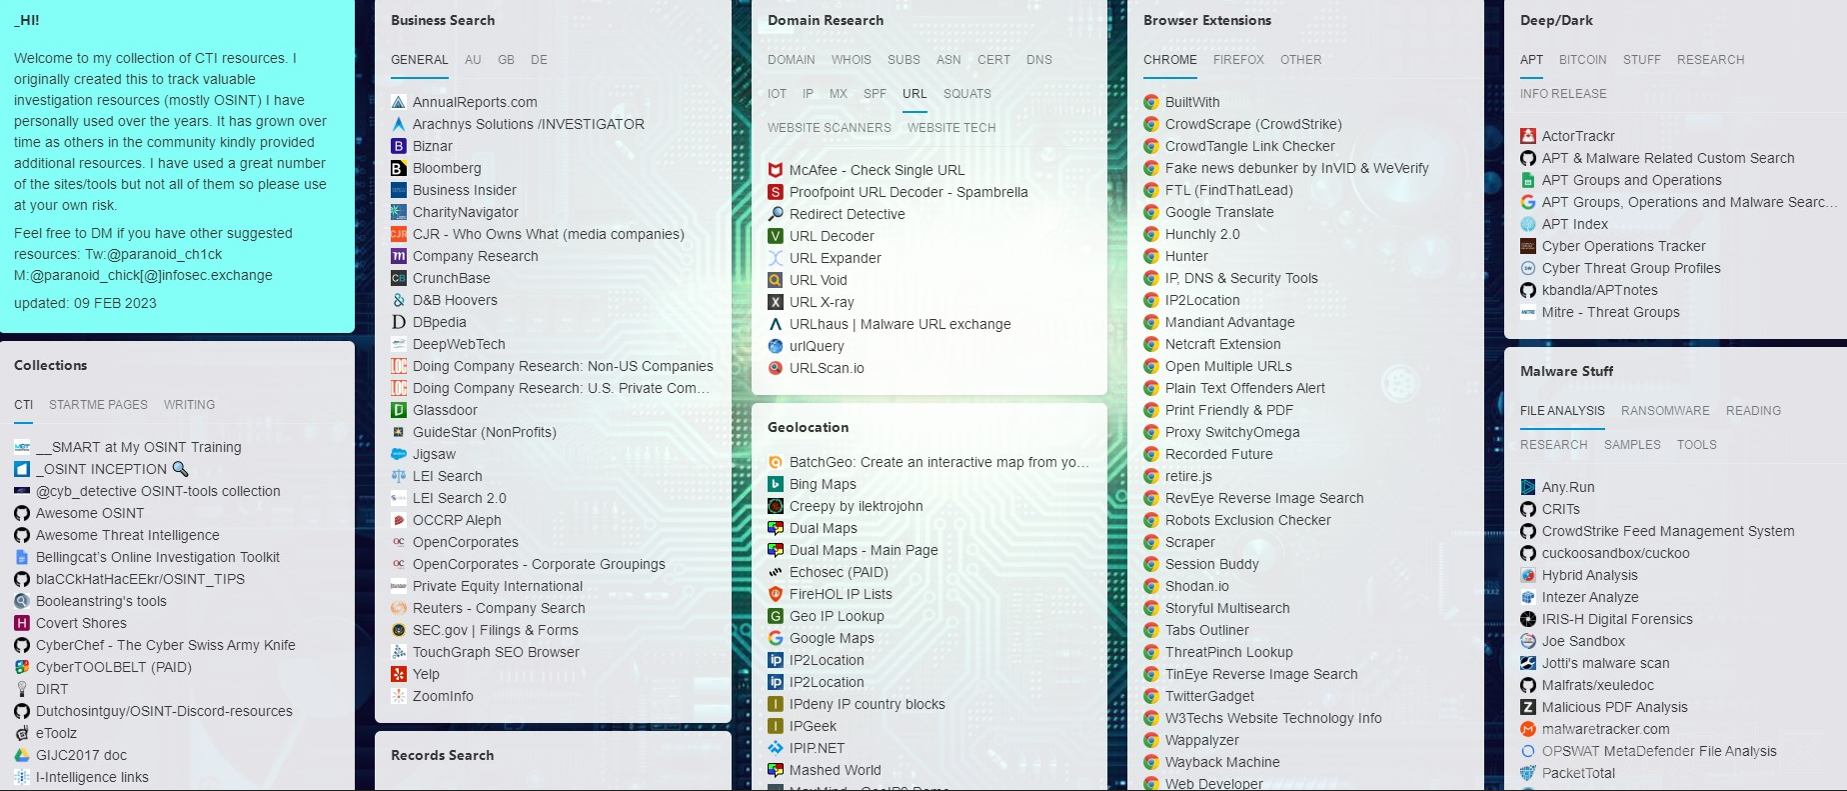 _HI!
Welcome to my collection of CTI resources. I
originally created this to track valuable
investigation resources (mostly OSINT) I have
personally used over the years. It has grown over
time as others in the community kindly provided
additional resources. I have used a great number
of the sites/tools but not all of them so please use
at your own risk.
Feel free to DM if you have other suggested
resources: Tw:@paranoid_ch1ck
M:@paranoid_chick[@]infosec.exchange
updated: 09 FEB 2023
Collections
CTI STARTME PAGES WRITING
__SMART at My OSINT Training
_OSINT INCEPTION
@cyb_detective OSINT-tools collection
Awesome OSINT
Awesome Threat Intelligence
Bellingcat's Online Investigation Toolkit
blaCCkHatHacEEkr/OSINT_TIPS
Booleanstring's tools
Covert Shores
CyberChef - The Cyber Swiss Army Knife
CyberTOOLBELT (PAID)
DIRT
Dutchosintguy/OSINT-Discord-resources
eToolz
GIJC2017 doc
I-Intelligence links
Business Search
GENERAL AU GB DE
AnnualReports.com
Arachnys Solutions /INVESTIGATOR
Biznar
Bloomberg
Business Insider
CharityNavigator
CJR - Who Owns What (media companies)
Company Research
CrunchBase
D&B Hoovers
DBpedia
DeepWebTech
Doing Company Research: Non-US Companies
Doing Company Research: U.S. Private Com...
Glassdoor
GuideStar (NonProfits)
Jigsaw
LEI Search
LEI Search 2.0
OCCRP Aleph
OpenCorporates
OpenCorporates - Corporate Groupings
Private Equity International
Reuters - Company Search
SEC.gov | Filings & Forms
TouchGraph SEO Browser
Yelp
ZoomInfo
Records Search
Domain Research
DOMAIN WHOIS SUBS ASN CERT DNS
IOT IP MX SPF URL SQUATS
WEBSITE SCANNERS WEBSITE TECH
McAfee - Check Single URL
Proofpoint URL Decoder - Spambrella
Redirect Detective
URL Decoder
URL Expander
URL Void
URL X-ray
URLhaus | Malware URL exchange
urlQuery
URLScan.io
Geolocation
BatchGeo: Create an interactive map from yo...
Bing Maps
Creepy by ilektrojohn
Dual Maps
Dual Maps - Main Page
Echosec (PAID)
FireHOL IP Lists
Geo IP Lookup
Google Maps
IP2Location
IP2Location
IPdeny IP country blocks
IPGeek
IPIP.NET
Mashed World
MaxMind - GeoIP2 Demo
Browser Extensions
CHROME FIREFOX OTHER
BuiltWith
CrowdScrape (CrowdStrike)
CrowdTangle Link Checker
Fake news debunker by InVID & WeVerify
FTL (FindThatLead)
Google Translate
Hunchly 2.0
Hunter
IP, DNS & Security Tools
IP2Location
Mandiant Advantage
Netcraft Extension
Open Multiple URLs
Plain Text Offenders Alert
Print Friendly & PDF
Proxy SwitchyOmega
Recorded Future
retire.js
RevEye Reverse Image Search
Robots Exclusion Checker
Scraper
Session Buddy
Shodan.io
Storyful Multisearch
Tabs Outliner
ThreatPinch Lookup
TinEye Reverse Image Search
TwitterGadget
W3Techs Website Technology Info
Wappalyzer
Wayback Machine
Web Developer
Deep/Dark
APT BITCOIN STUFF RESEARCH
INFO RELEASE
ActorTrackr
APT & Malware Related Custom Search
APT Groups and Operations
APT Groups, Operations and Malware Searc...
APT Index
Cyber Operations Tracker
Cyber Threat Group Profiles
kbandla/APTnotes
Mitre - Threat Groups
Malware Stuff
FILE ANALYSIS RANSOMWARE READING
RESEARCH SAMPLES TOOLS
Any.Run
CRITs
CrowdStrike Feed Management System
cuckoosandbox/cuckoo
Hybrid Analysis
Intezer Analyze
IRIS-H Digital Forensics
Joe Sandbox
Jotti's malware scan
Malfrats/xeuledoc
Malicious PDF Analysis
malwaretracker.com
OPSWAT MetaDefender File Analysis
PacketTotal